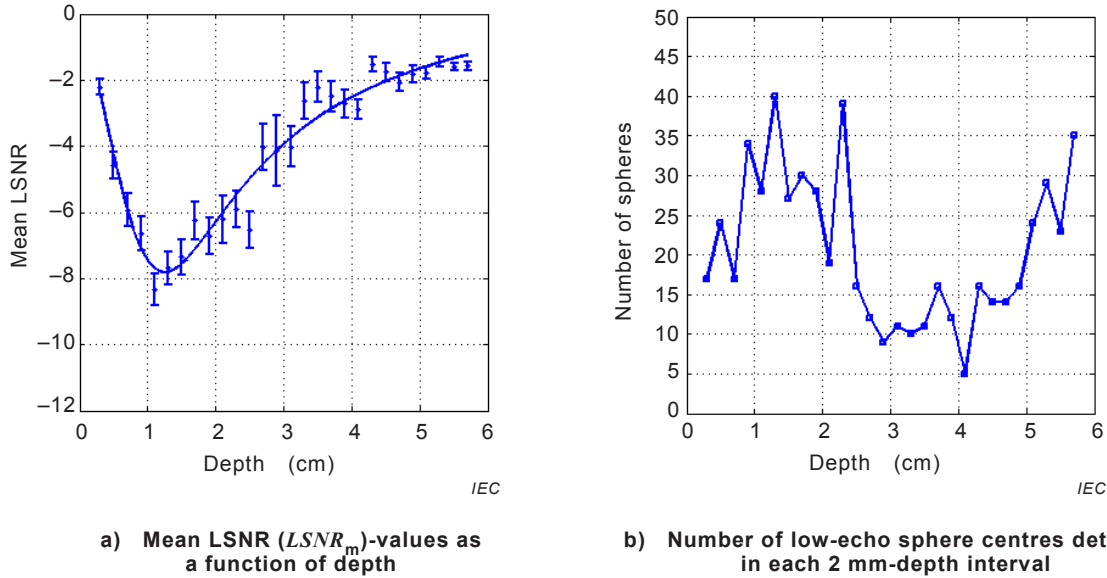 0
−2
−4
−6
−8
−10
−12
Mean LSNR
0 1 2 3 4 5 6
Depth (cm)
IEC
a) Mean LSNR (LSNRm)-values as
a function of depth
50
45
40
35
30
25
20
15
10
5
0
Number of spheres
0 1 2 3 4 5 6
Depth (cm)
IEC
b) Number of low-echo sphere centres det
in each 2 mm-depth interval